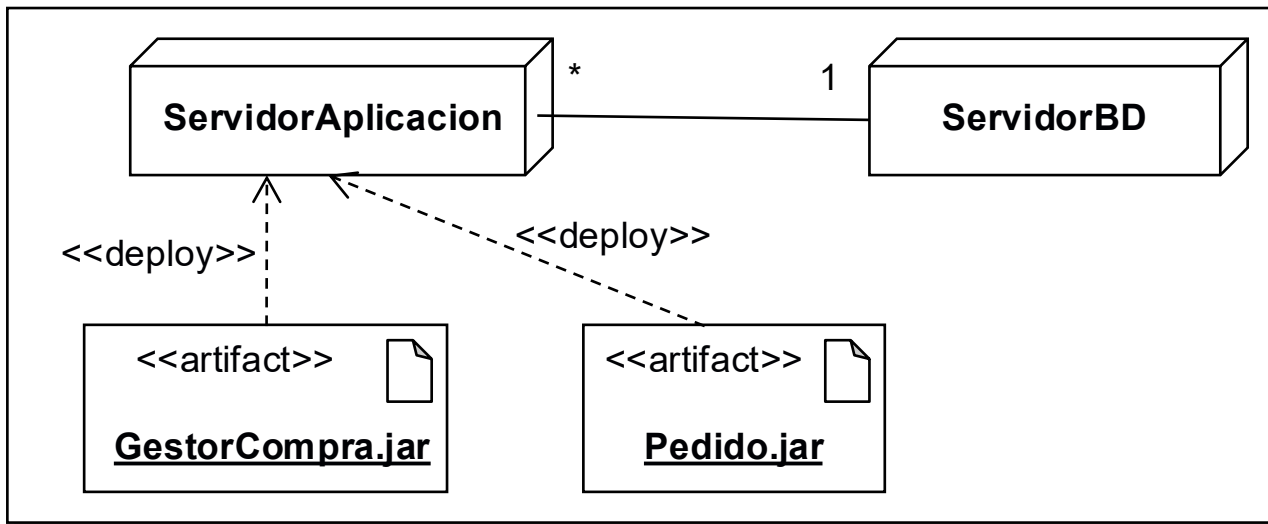 *
1
ServidorAplicacion
ServidorBD
<<deploy>>
<<deploy>>
<<artifact>>
<<artifact>>
GestorCompra.jar
Pedido.jar